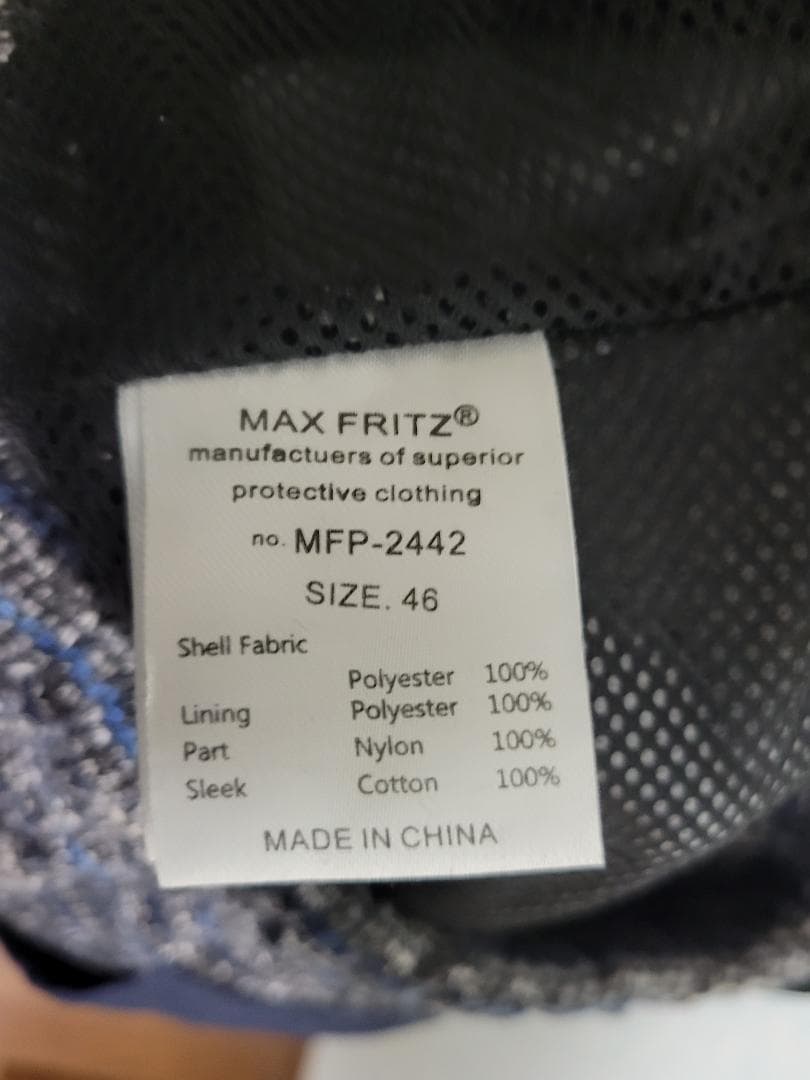 MAX FRITZ®
manufactuers of superior
protective clothing
no. MFP-2442
SIZE. 46
Shell Fabric
Polyester 100%
Lining Polyester 100%
Part Nylon 100%
Sleek Cotton 100%
MADE IN CHINA